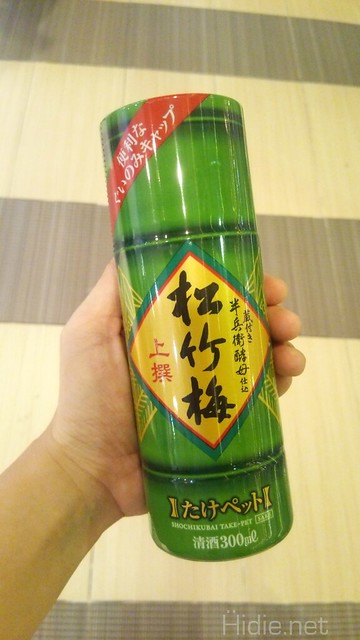 便利な
ぐいのみキャップ
松竹梅
上撰
蔵付き
半兵衛酵母仕込
たけペット
SHOCHIKUBAI TAKE-PET SAKE
清酒300ml
Hidie.net